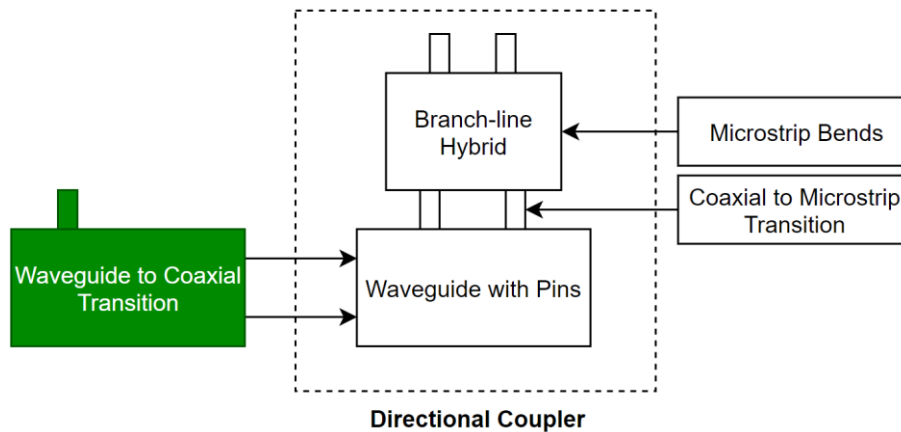 Branch-line
Hybrid
Microstrip Bends
Coaxial to Microstrip
Transition
Waveguide to Coaxial
Transition
Waveguide with Pins
Directional Coupler